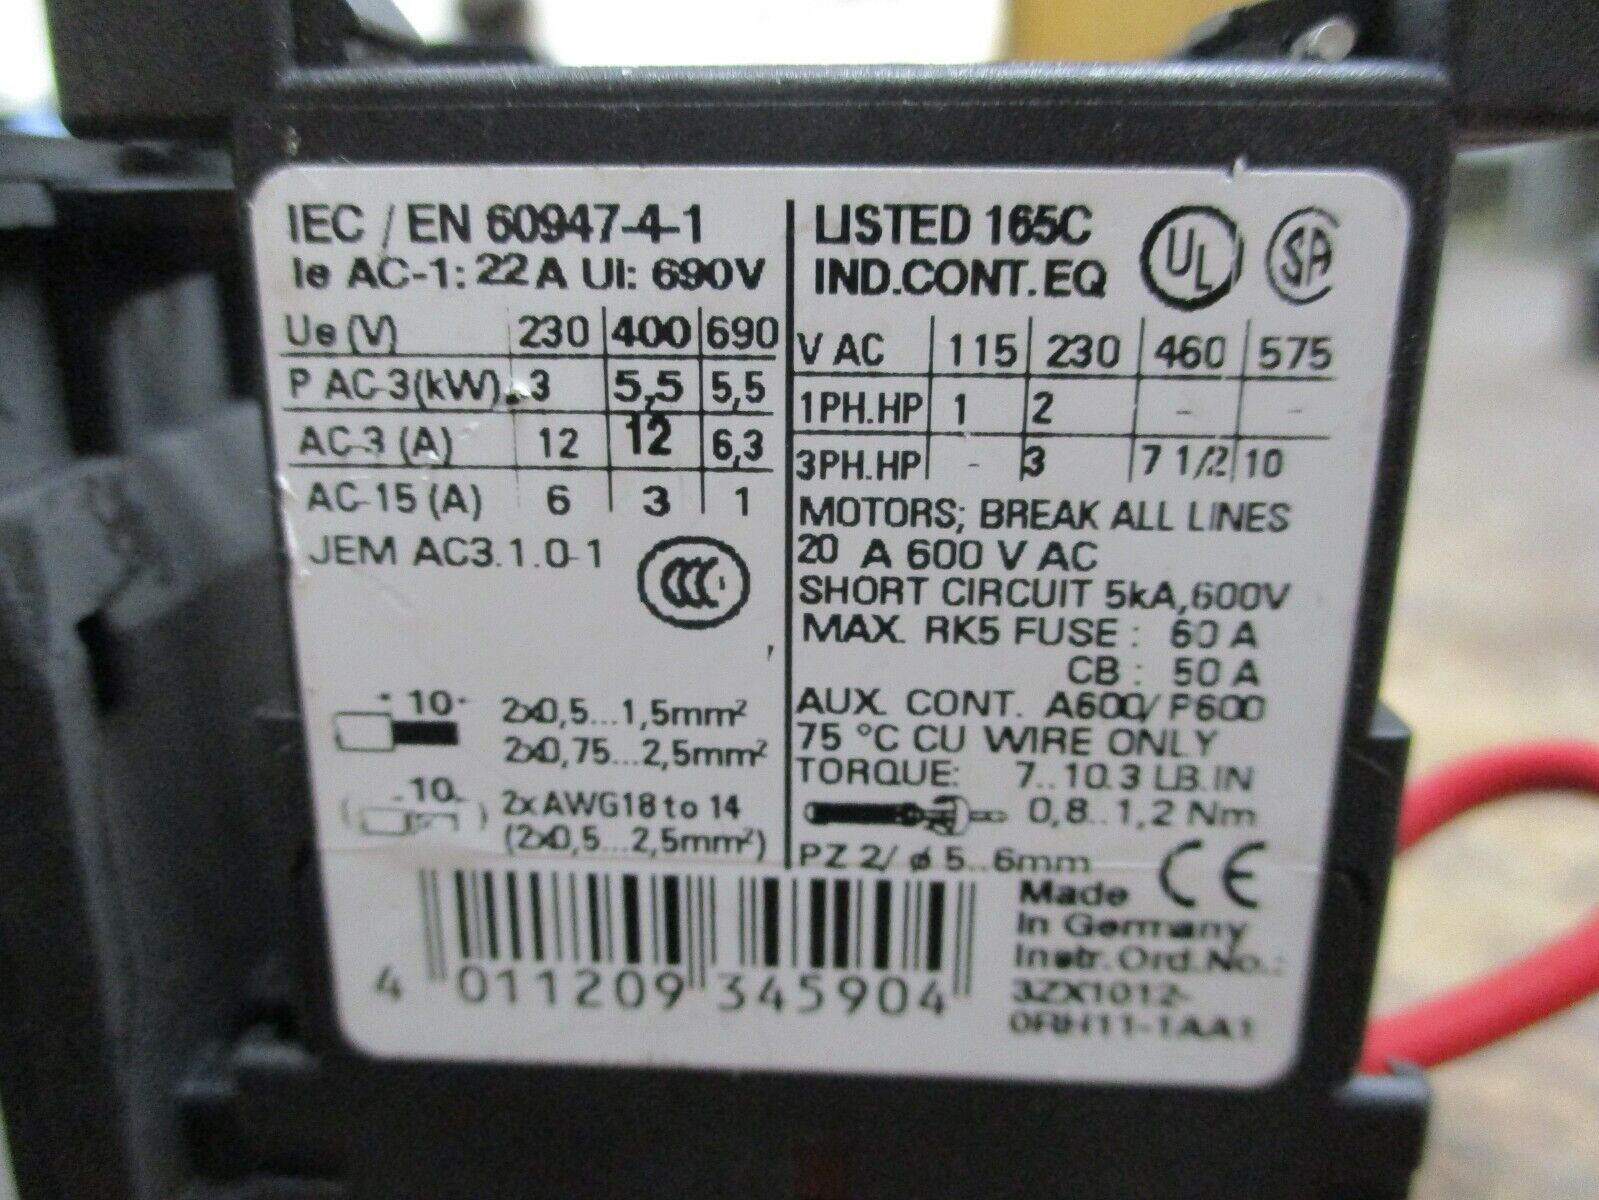 IEC / EN 60947-4-1
Ie AC-1: 22 A Ui: 690V
Ue (V) 230 400 690
P AC-3 (kW) 3 5,5 5,5
AC-3 (A) 12 12 6,3
AC-15 (A) 6 3 1
JEM AC3.1.0-1
CCC
10 2x0,5...1,5mm²
2x0,75...2,5mm²
10 2xAWG18 to 14
(2x0,5...2,5mm²)
LISTED 165C
IND.CONT.EQ
UL SA
V AC 115 230 460 575
1PH.HP 1 2 - -
3PH.HP - 3 7 1/2 10
MOTORS; BREAK ALL LINES
20 A 600 V AC
SHORT CIRCUIT 5kA,600V
MAX. RK5 FUSE: 60 A
CB: 50 A
AUX. CONT. A600/P600
75 °C CU WIRE ONLY
TORQUE: 7..10.3 LB.IN
0,8..1,2 Nm
PZ 2/ ø 5..6mm
CE
4 011209 345904
Made
In Germany
Instr.Ord.No.:
3ZX1012-
0RH11-1AA1